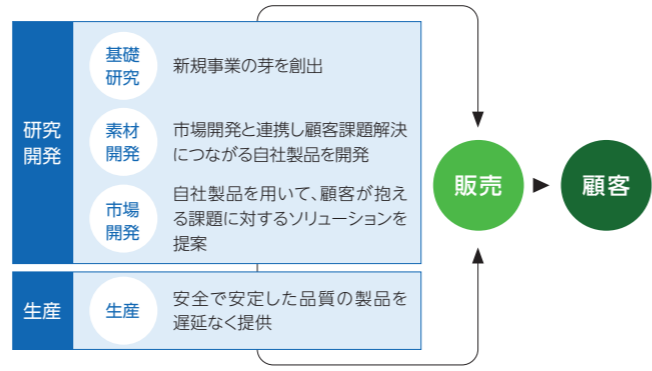 研究
開発
基礎
研究
新規事業の芽を創出
素材
開発
市場開発と連携し顧客課題解決
につながる自社製品を開発
市場
開発
自社製品を用いて、顧客が抱え
る課題に対するソリューションを
提案
生産
生産
安全で安定した品質の製品を
遅延なく提供
販売
顧客